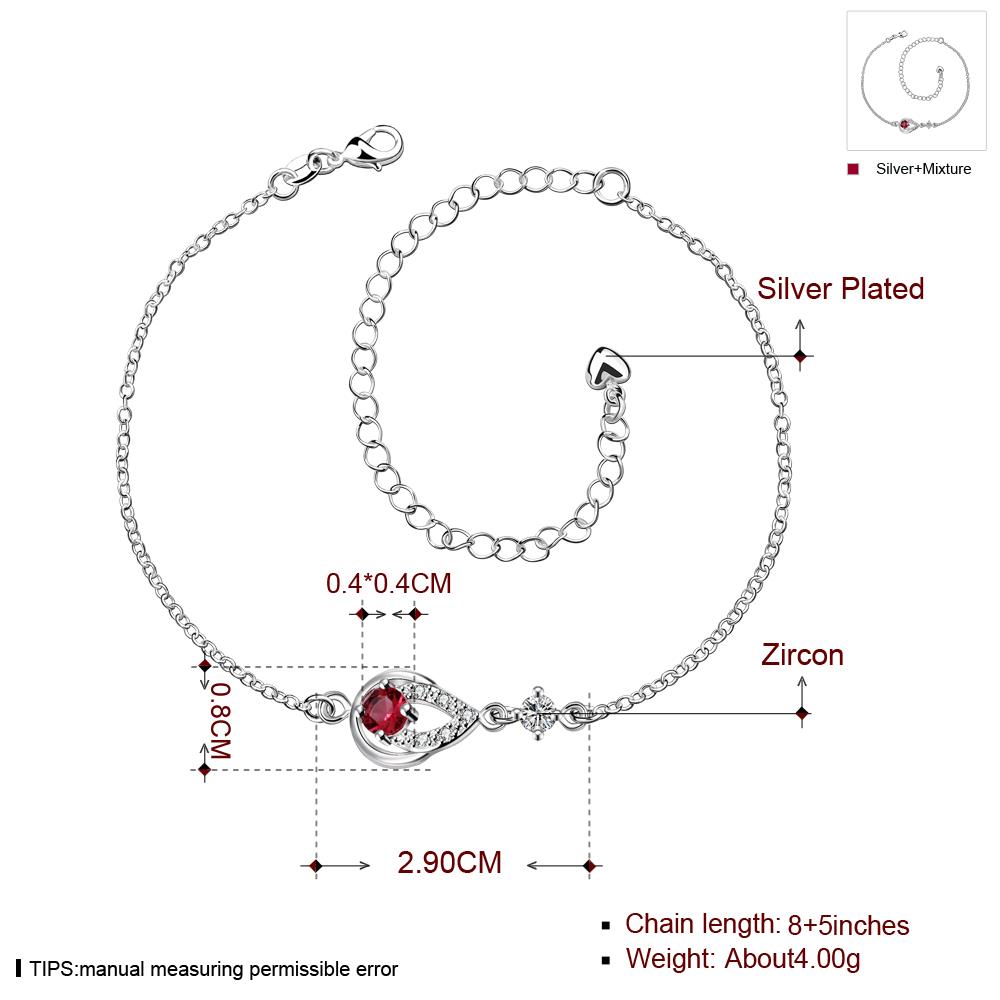 Silver+Mixture
Silver Plated
0.4*0.4CM
Zircon
0.8CM
2.90CM
Chain length: 8+5inches
Weight: About4.00g
TIPS:manual measuring permissible error